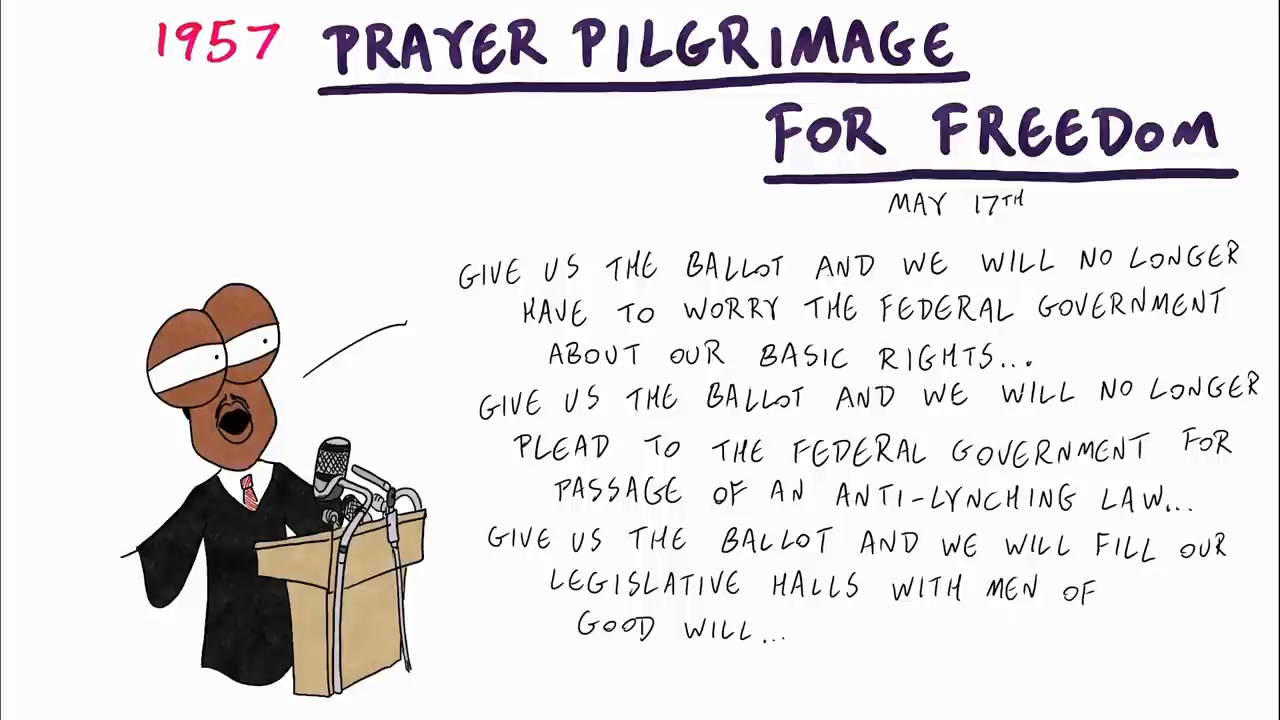 1957 PRAYER PILGRIMAGE
FOR FREEDOM
MAY 17TH
GIVE US THE BALLOT AND WE WILL NO LONGER
HAVE TO WORRY THE FEDERAL GOVERNMENT
ABOUT OUR BASIC RIGHTS...
GIVE US THE BALLOT AND WE WILL NO LONGER
PLEAD TO THE FEDERAL GOVERNMENT FOR
PASSAGE OF AN ANTI-LYNCHING LAW...
GIVE US THE BALLOT AND WE WILL FILL OUR
LEGISLATIVE HALLS WITH MEN OF
GOOD WILL...